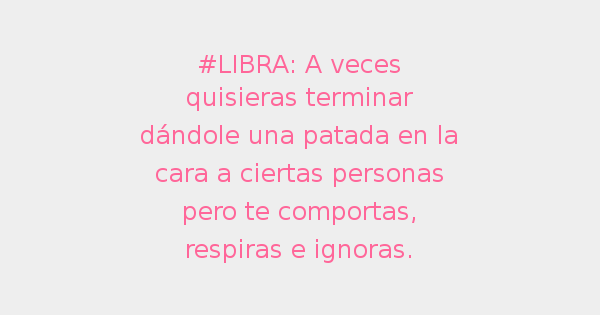 #LIBRA: A veces
quisieras terminar
dándole una patada en la
cara a ciertas personas
pero te comportas,
respiras e ignoras.